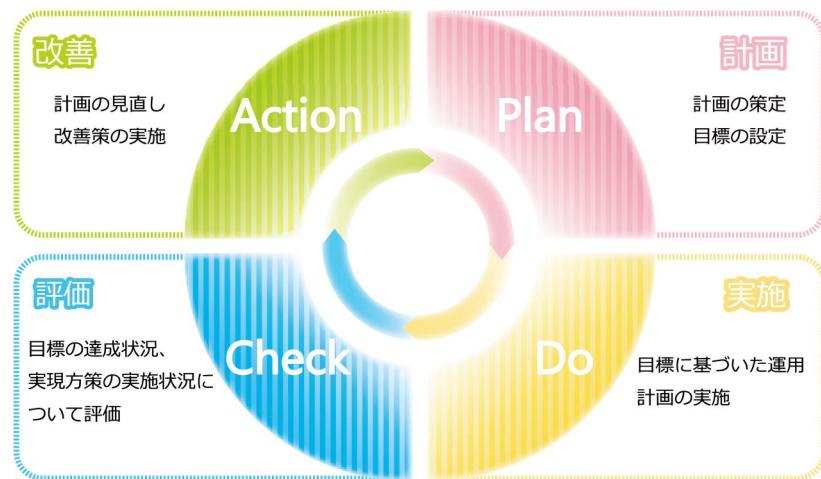 改善
計画の見直し
改善策の実施
Action
Plan
計画
計画の策定
目標の設定
評価
目標の達成状況、
実現方策の実施状況に
ついて評価
Check
Do
実施
目標に基づいた運用
計画の実施